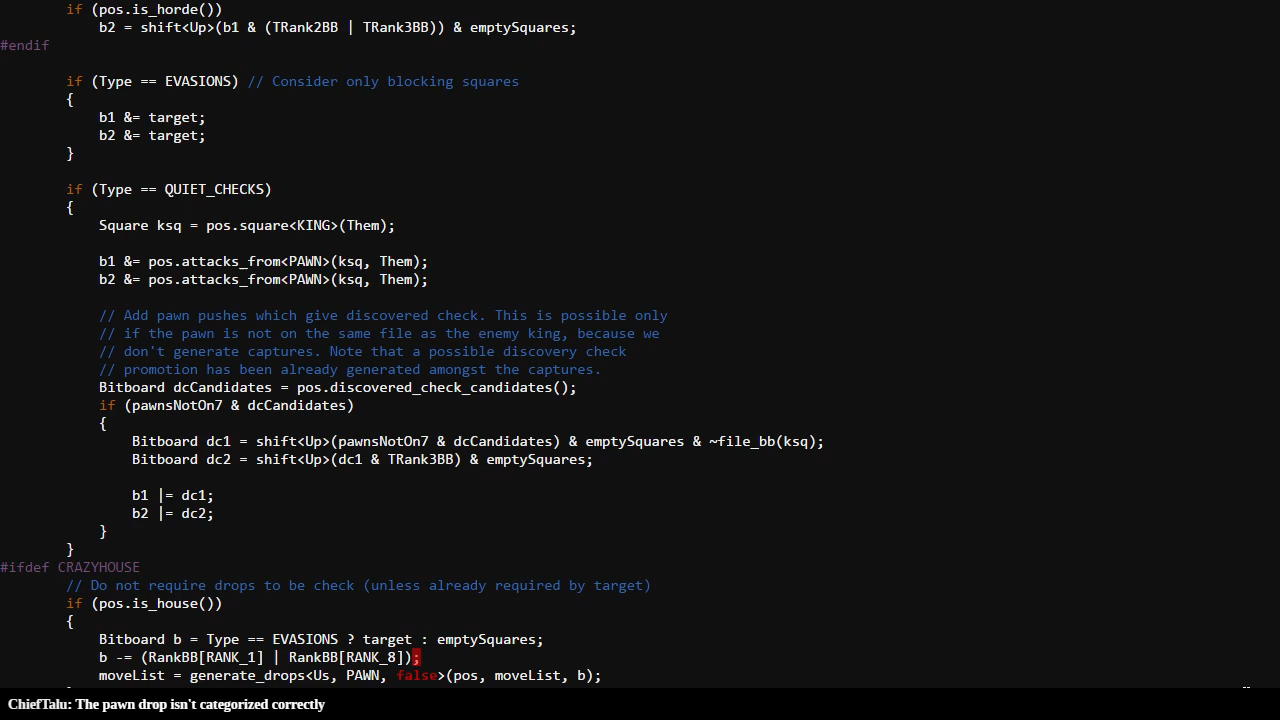 if (pos.is_horde())
b2 = shift<Up>(b1 & (TRank2BB | TRank3BB)) & emptySquares;
#endif
if (Type == EVASIONS) // Consider only blocking squares
{
b1 &= target;
b2 &= target;
}
if (Type == QUIET_CHECKS)
{
Square ksq = pos.square<KING>(Them);
b1 &= pos.attacks_from<PAWN>(ksq, Them);
b2 &= pos.attacks_from<PAWN>(ksq, Them);
// Add pawn pushes which give discovered check. This is possible only
// if the pawn is not on the same file as the enemy king, because we
// don't generate captures. Note that a possible discovery check
// promotion has been already generated amongst the captures.
Bitboard dcCandidates = pos.discovered_check_candidates();
if (pawnsNotOn7 & dcCandidates)
{
Bitboard dc1 = shift<Up>(pawnsNotOn7 & dcCandidates) & emptySquares & ~file_bb(ksq);
Bitboard dc2 = shift<Up>(dc1 & TRank3BB) & emptySquares;
b1 |= dc1;
b2 |= dc2;
}
}
#ifdef CRAZYHOUSE
// Do not require drops to be check (unless already required by target)
if (pos.is_house())
{
Bitboard b = Type == EVASIONS ? target : emptySquares;
b -= (RankBB[RANK_1] | RankBB[RANK_8]);
moveList = generate_drops<Us, PAWN, false>(pos, moveList, b);
ChiefTalu: The pawn drop isn't categorized correctly